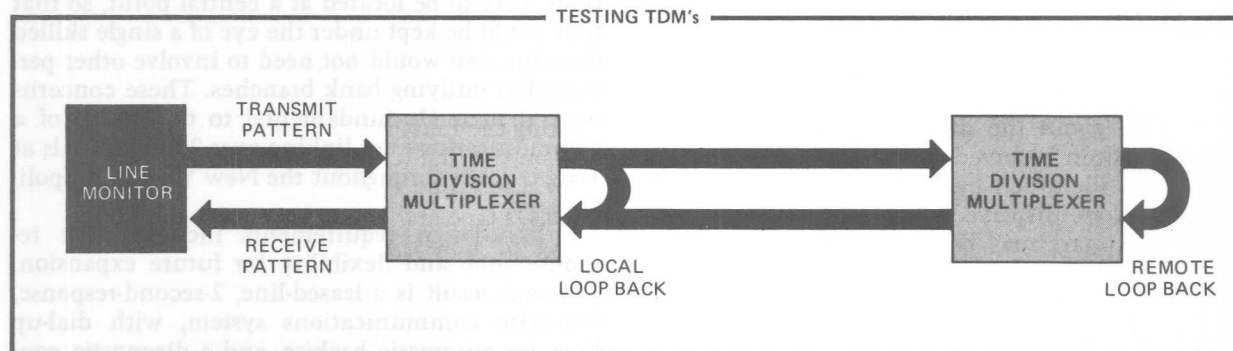 TESTING TDM's
LINE
MONITOR
TRANSMIT
PATTERN
RECEIVE
PATTERN
TIME
DIVISION
MULTIPLEXER
LOCAL
LOOP BACK
TIME
DIVISION
MULTIPLEXER
REMOTE
LOOP BACK